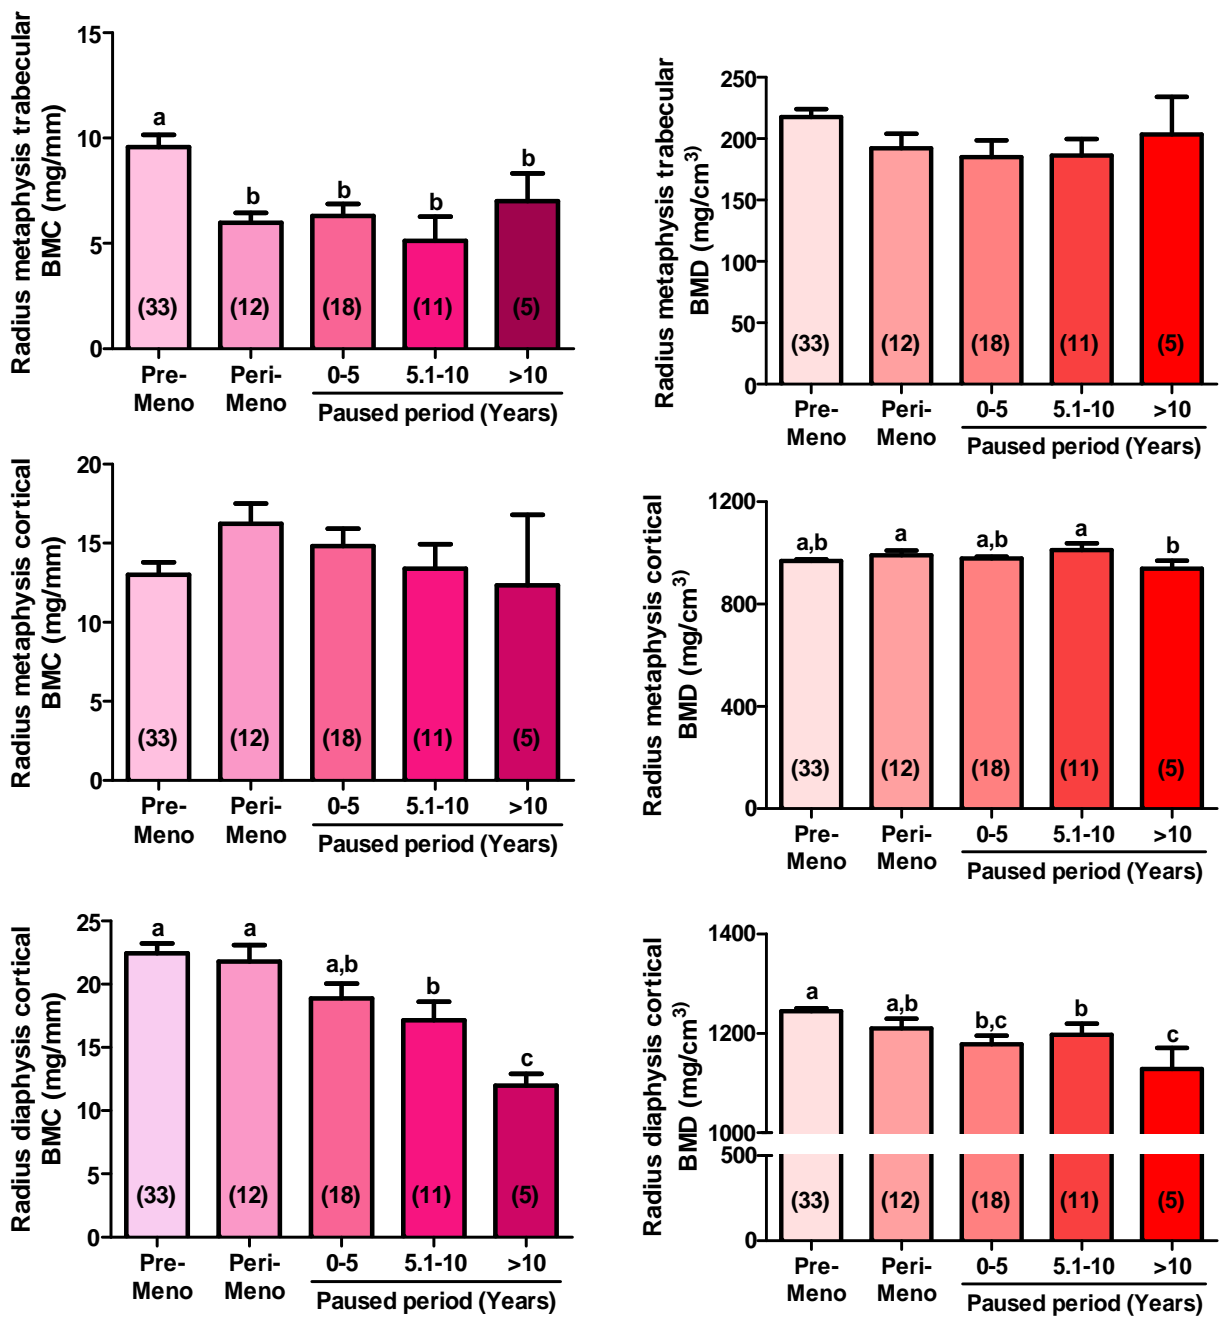 Radius metaphysis trabecular
BMC (mg/mm)
15
10
5
0
a
b
b
b
b
(33)
(12)
(18)
(11)
(5)
Pre-
Meno
Peri-
Meno
0-5
5.1-10
>10
Paused period (Years)
Radius metaphysis trabecular
BMD (mg/cm³)
250
200
150
100
50
0
(33)
(12)
(18)
(11)
(5)
Pre-
Meno
Peri-
Meno
0-5
5.1-10
>10
Paused period (Years)
Radius metaphysis cortical
BMC (mg/mm)
20
15
10
5
0
(33)
(12)
(18)
(11)
(5)
Pre-
Meno
Peri-
Meno
0-5
5.1-10
>10
Paused period (Years)
Radius metaphysis cortical
BMD (mg/cm³)
1200
800
400
0
a,b
a
a,b
a
b
(33)
(12)
(18)
(11)
(5)
Pre-
Meno
Peri-
Meno
0-5
5.1-10
>10
Paused period (Years)
Radius diaphysis cortical
BMC (mg/mm)
25
20
15
10
5
0
a
a
a,b
b
c
(33)
(12)
(18)
(11)
(5)
Pre-
Meno
Peri-
Meno
0-5
5.1-10
>10
Paused period (Years)
Radius diaphysis cortical
BMD (mg/cm³)
1400
1200
1000
500
0
a
a,b
b,c
b
c
(33)
(12)
(18)
(11)
(5)
Pre-
Meno
Peri-
Meno
0-5
5.1-10
>10
Paused period (Years)